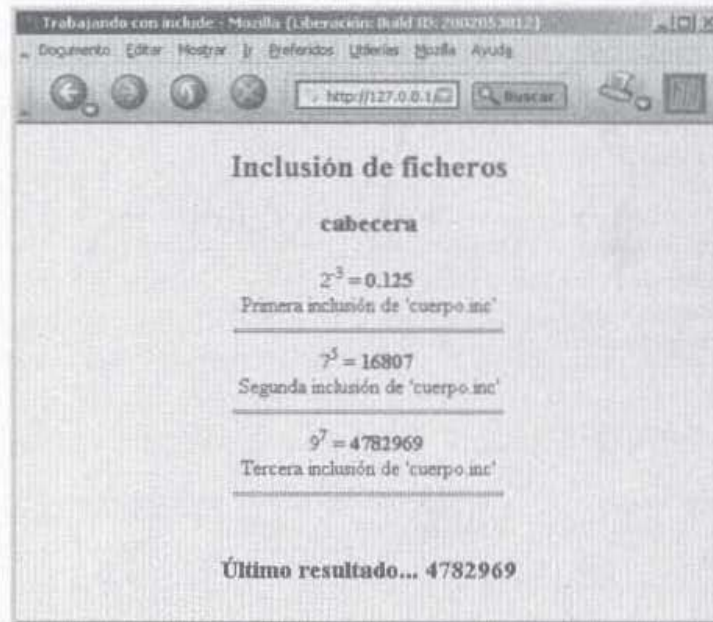 Trabajando con include - Mozilla {Liberación: Build ID: 2002053012}
Documento Editar Mostrar Ir Preferidos Utilerías Mozilla Ayuda
http://127.0.0.1/ Buscar
Inclusión de ficheros
cabecera
2⁻³ = 0.125
Primera inclusión de 'cuerpo.inc'
7⁵ = 16807
Segunda inclusión de 'cuerpo.inc'
9⁷ = 4782969
Tercera inclusión de 'cuerpo.inc'
Último resultado... 4782969